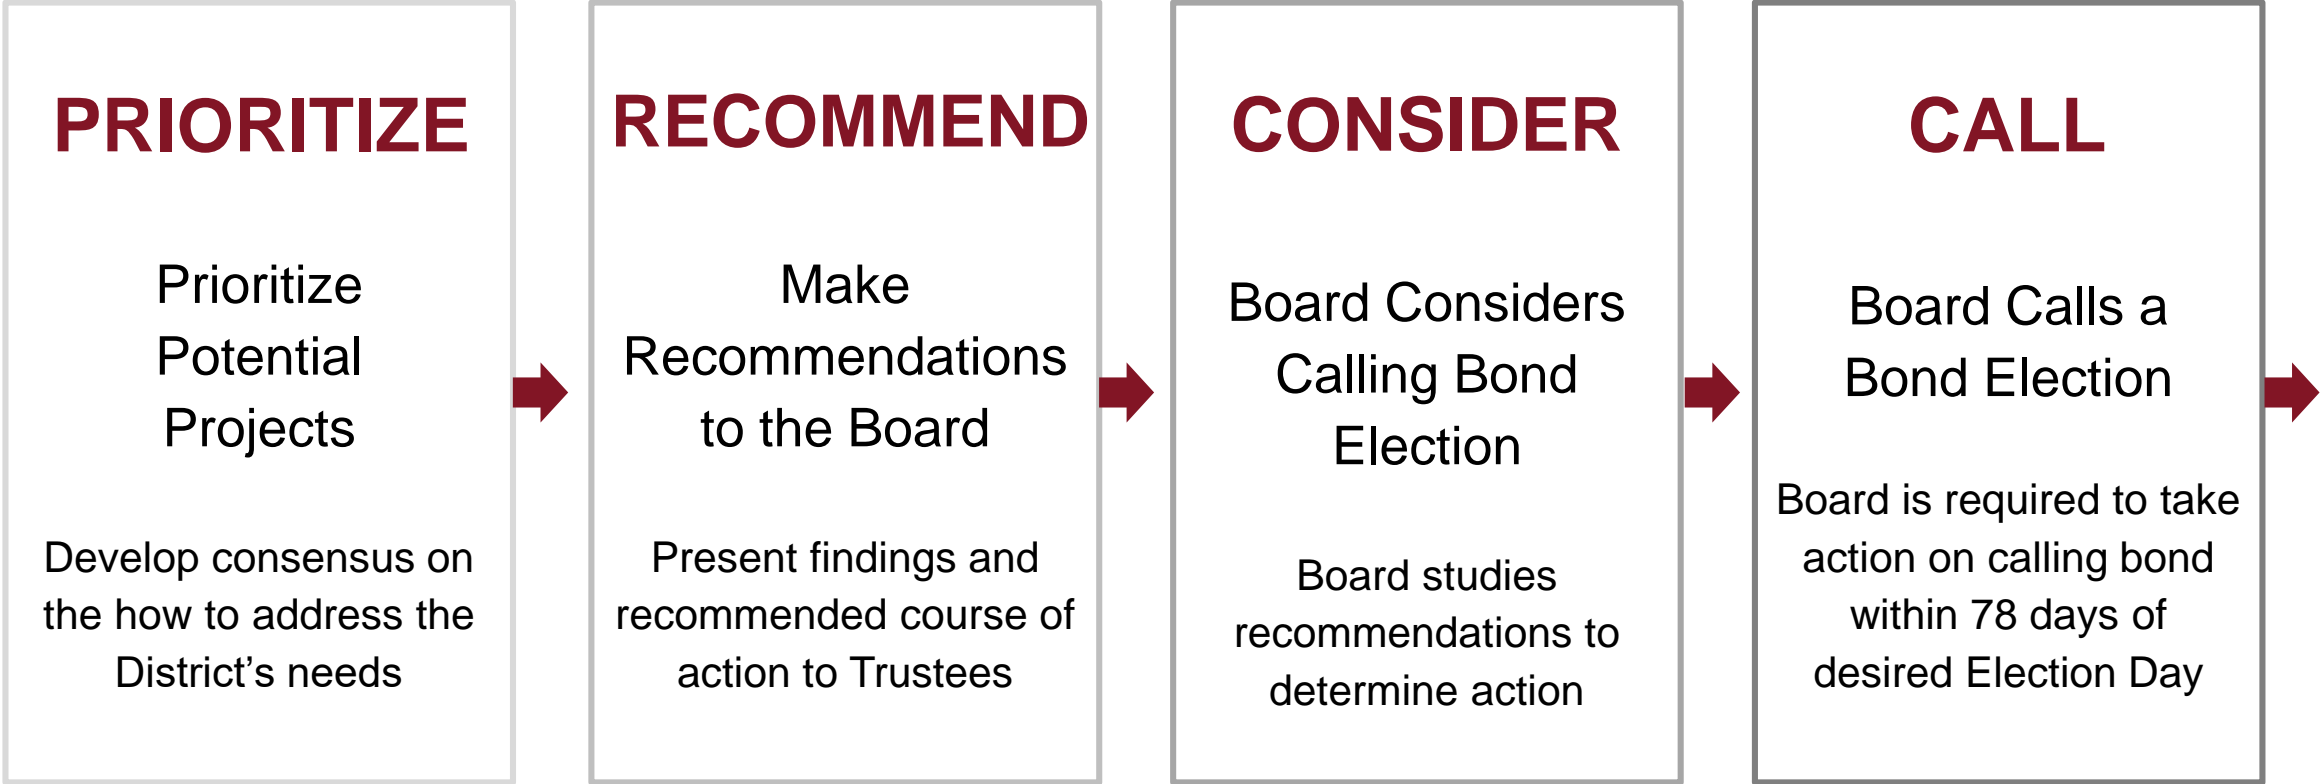 PRIORITIZE
Prioritize
Potential
Projects
Develop consensus on
the how to address the
District’s needs
RECOMMEND
Make
Recommendations
to the Board
Present findings and
recommended course of
action to Trustees
CONSIDER
Board Considers
Calling Bond
Election
Board studies
recommendations to
determine action
CALL
Board Calls a
Bond Election
Board is required to take
action on calling bond
within 78 days of
desired Election Day